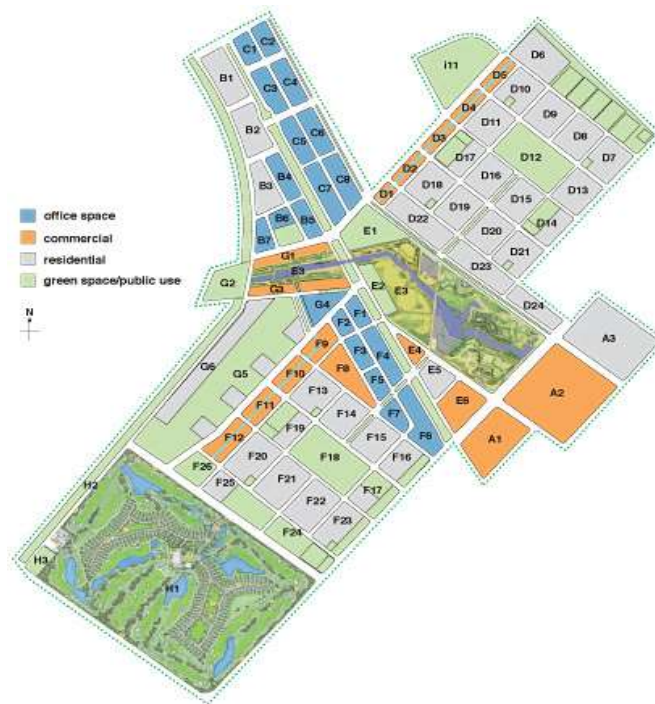 C1
C2
B1
C3
C4
B2
C5
C6
B3
B4
C7
C8
B6
B5
B7
i11
D6
D5
D10
D4
D11
D9
D8
D3
D7
D17
D12
D2
D16
D13
D1
D18
D15
D14
D19
D22
D20
D21
E1
D23
D24
G1
G2
E3
G3
E2
E3
G4
F1
F2
F9
F3
F4
E4
F8
F10
F5
E5
G6
G5
F13
E6
F11
F14
F7
F12
F19
F15
F6
F20
F18
F16
F26
F25
F21
F17
F22
F24
F23
A3
A2
A1
H2
H3
H1
office space
commercial
residential
green space/public use
N